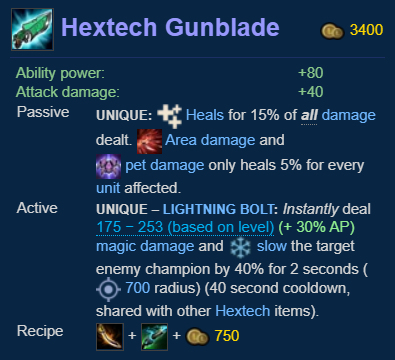 Hextech Gunblade 3400
Ability power: +80
Attack damage: +40
Passive UNIQUE: Heals for 15% of all damage
dealt. Area damage and
pet damage only heals 5% for every
unit affected.
Active UNIQUE – LIGHTNING BOLT: Instantly deal
175 − 253 (based on level) (+ 30% AP)
magic damage and slow the target
enemy champion by 40% for 2 seconds (
700 radius) (40 second cooldown,
shared with other Hextech items).
Recipe + + 750